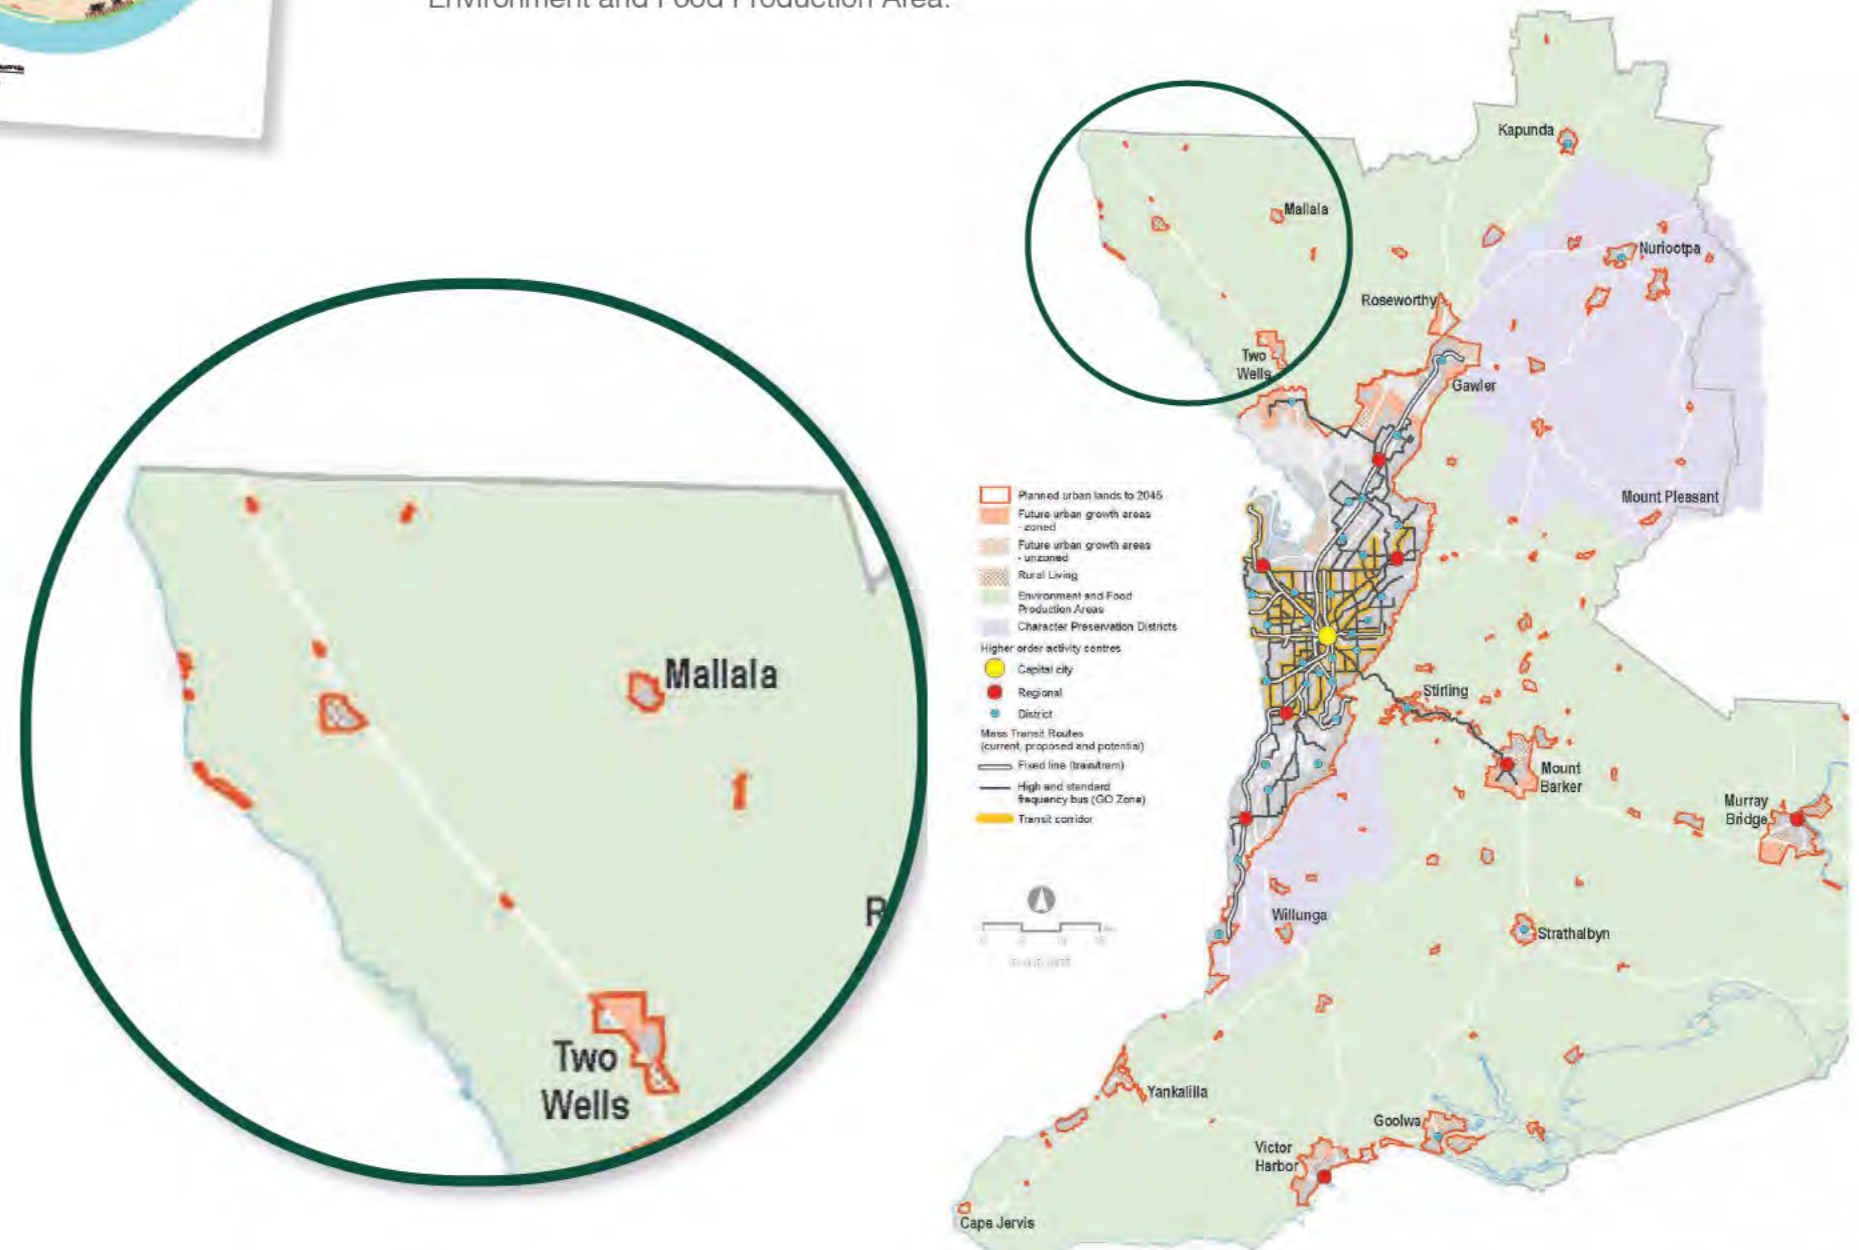 Environment and Food Production Area.
Kapunda
Mallala
Nuriootpa
Roseworthy
Two
Wells
Gawler
Mount Pleasant
Planned urban lands to 2045
Future urban growth areas
- zoned
Future urban growth areas
- unzoned
Rural Living
Environment and Food
Production Areas
Character Preservation Districts
Higher order activity centres
Capital city
Regional
District
Mass Transit Routes
(current, proposed and potential)
Fixed line (train/tram)
High and standard
frequency bus (GO Zone)
Transit corridor
Stirling
Mount
Barker
Murray
Bridge
Willunga
Strathalbyn
Yankalilla
Goolwa
Victor
Harbor
Cape Jervis
Mallala
R
Two
Wells